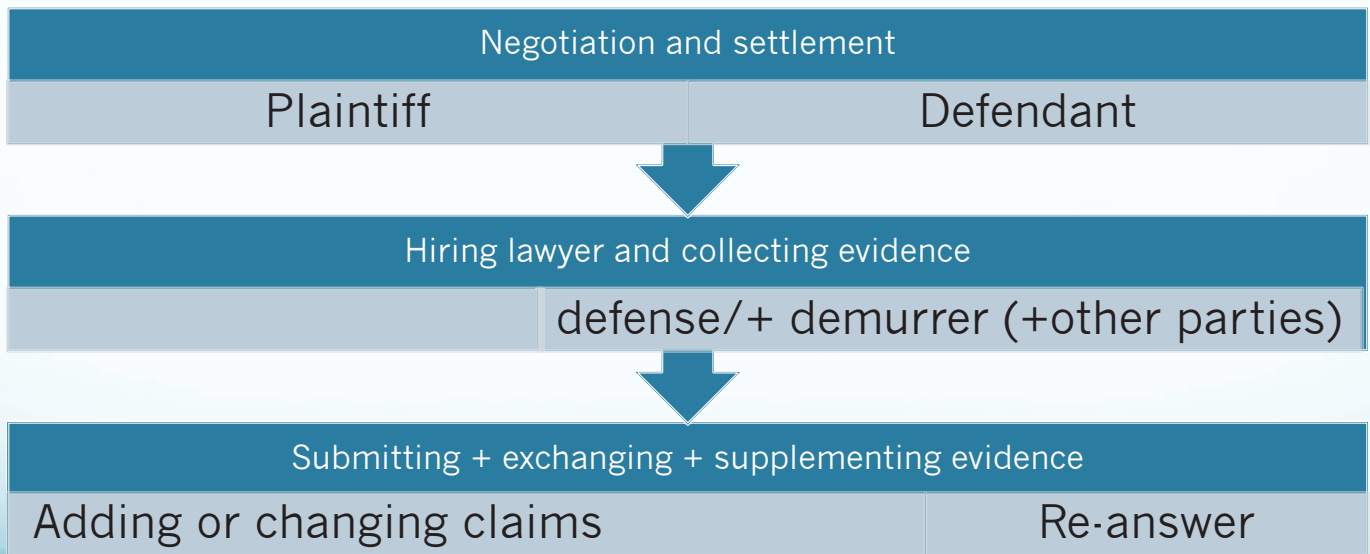 Negotiation and settlement
Plaintiff
Defendant
Hiring lawyer and collecting evidence
defense/+ demurrer (+other parties)
Submitting + exchanging + supplementing evidence
Adding or changing claims
Re-answer